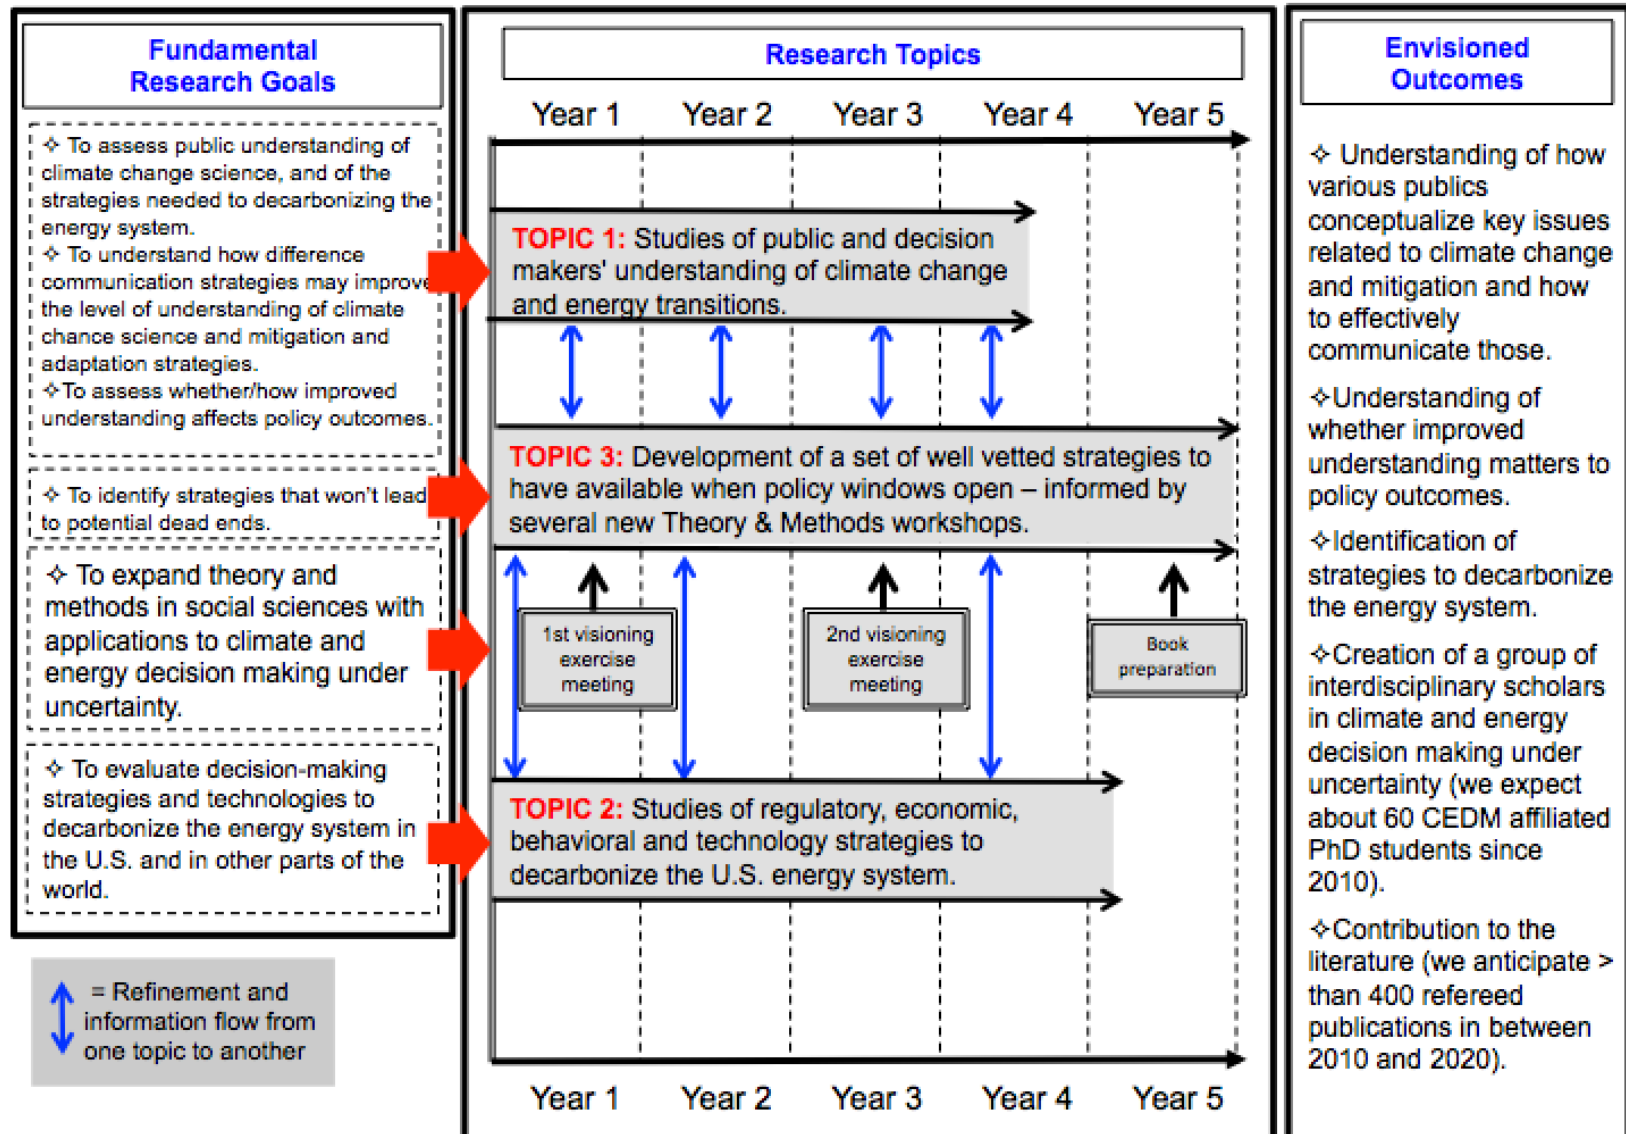 Fundamental
Research Goals
✧ To assess public understanding of
climate change science, and of the
strategies needed to decarbonizing the
energy system.
✧ To understand how difference
communication strategies may improve
the level of understanding of climate
chance science and mitigation and
adaptation strategies.
✧To assess whether/how improved
understanding affects policy outcomes.
✧ To identify strategies that won't lead
to potential dead ends.
✧ To expand theory and
methods in social sciences with
applications to climate and
energy decision making under
uncertainty.
✧ To evaluate decision-making
strategies and technologies to
decarbonize the energy system in
the U.S. and in other parts of the
world.
= Refinement and
information flow from
one topic to another
Research Topics
Year 1 Year 2 Year 3 Year 4 Year 5
TOPIC 1: Studies of public and decision
makers' understanding of climate change
and energy transitions.
TOPIC 3: Development of a set of well vetted strategies to
have available when policy windows open – informed by
several new Theory & Methods workshops.
1st visioning
exercise
meeting
2nd visioning
exercise
meeting
Book
preparation
TOPIC 2: Studies of regulatory, economic,
behavioral and technology strategies to
decarbonize the U.S. energy system.
Year 1 Year 2 Year 3 Year 4 Year 5
Envisioned
Outcomes
✧ Understanding of how
various publics
conceptualize key issues
related to climate change
and mitigation and how
to effectively
communicate those.
✧Understanding of
whether improved
understanding matters to
policy outcomes.
✧Identification of
strategies to decarbonize
the energy system.
✧Creation of a group of
interdisciplinary scholars
in climate and energy
decision making under
uncertainty (we expect
about 60 CEDM affiliated
PhD students since
2010).
✧Contribution to the
literature (we anticipate >
than 400 refereed
publications in between
2010 and 2020).